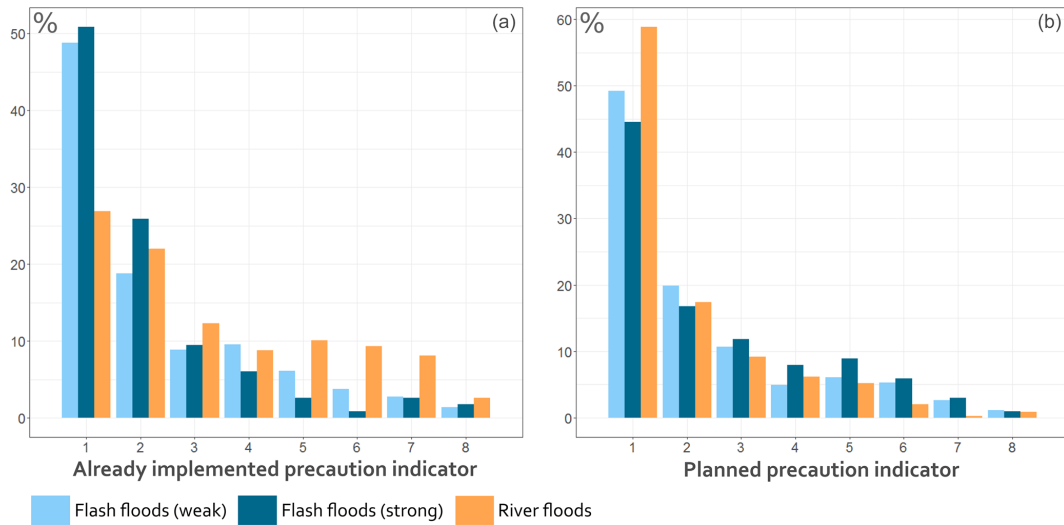 % (a)
50
40
30
20
10
0
1 2 3 4 5 6 7 8
Already implemented precaution indicator
% (b)
60
50
40
30
20
10
0
1 2 3 4 5 6 7 8
Planned precaution indicator
Flash floods (weak) Flash floods (strong) River floods